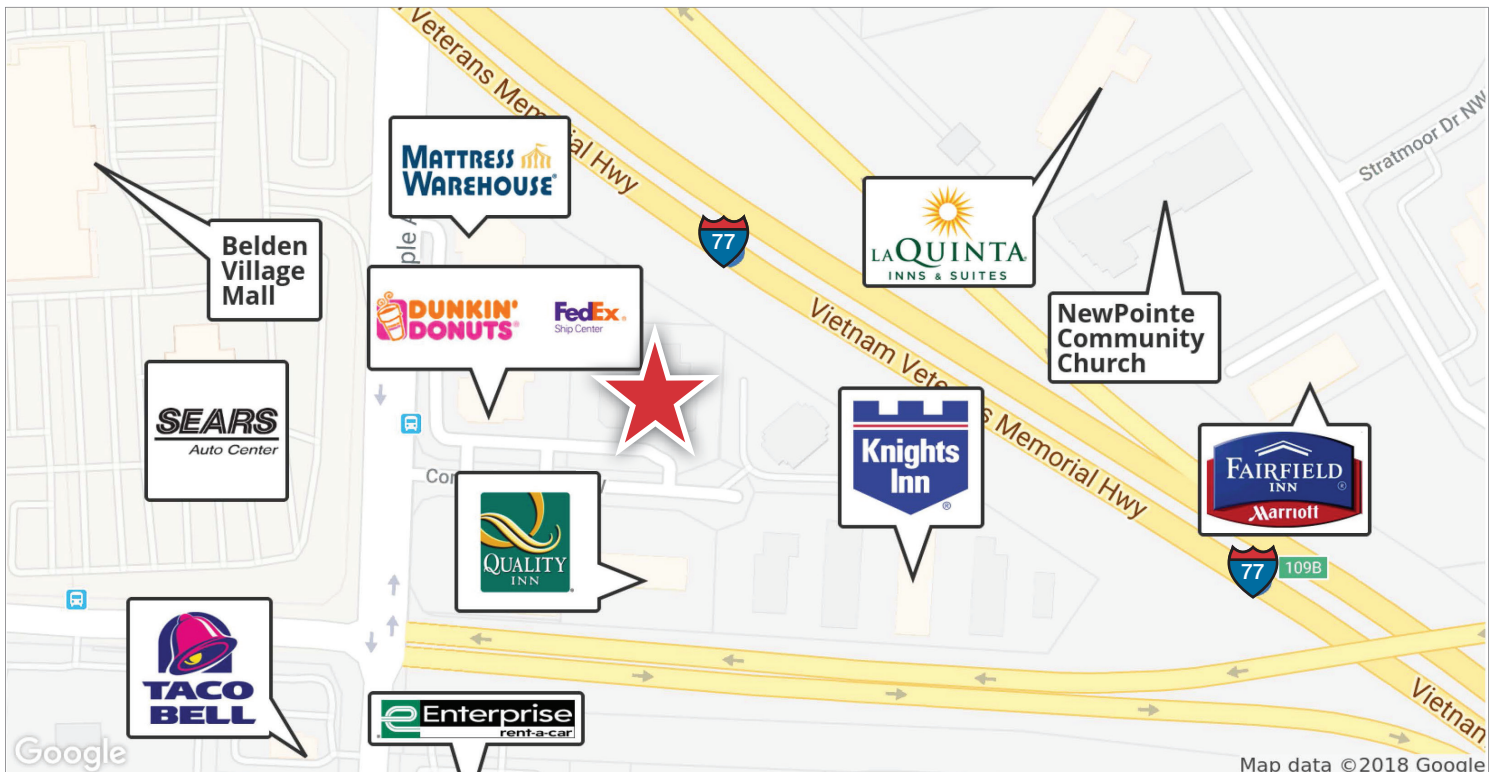 Veterans Memorial Hwy
MATTRESS
WAREHOUSE®
77
LAQUINTA®
INNS & SUITES
Stratmoor Dr NW
Belden
Village
Mall
DUNKIN'
DONUTS®
FedEx®
Ship Center
NewPointe
Community
Church
Vietnam Veterans Memorial Hwy
SEARS
Auto Center
Knights
Inn
®
FAIRFIELD
INN ®
Marriott
QUALITY
INN
77
109B
TACO
BELL
Enterprise
rent-a-car
Vietnam
Google
Map data ©2018 Google